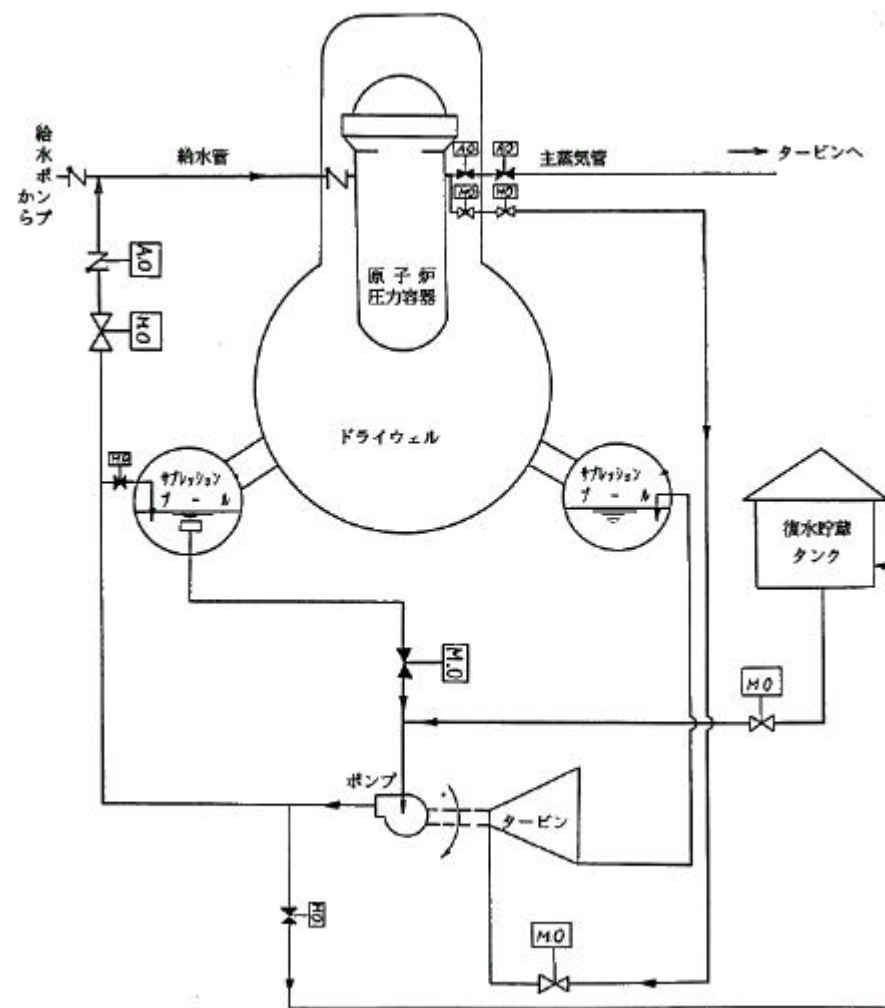 給水ポンプ
から
給水管
AO
AO
主蒸気管
タービンへ
MO
MO
A.O
M.O
原子炉
圧力容器
ドライウェル
MO
サプレッション
プール
サプレッション
プール
復水貯蔵
タンク
M.O
MO
ポンプ
タービン
MO
MO